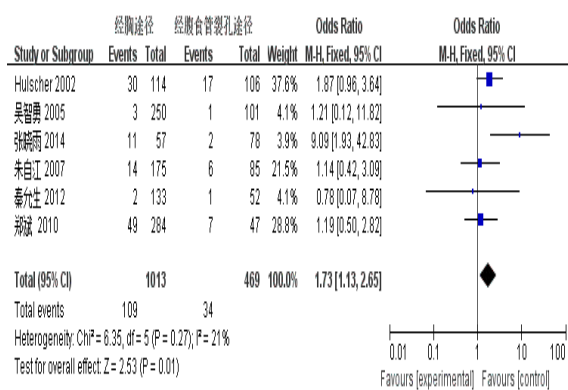 经胸途径 经腹食管裂孔途径 Odds Ratio Odds Ratio
Study or Subgroup Events Total Events Total Weight M-H, Fixed, 95% CI M-H, Fixed, 95% CI
Hulscher 2002 30 114 17 106 37.6% 1.87 [0.96, 3.64]
吴智勇 2005 3 250 1 101 4.1% 1.21 [0.12, 11.82]
张晓雨 2014 11 57 2 78 4.1% 9.09 [1.93, 42.83]
朱自江 2007 14 175 6 85 21.5% 1.14 [0.42, 3.09]
秦允生 2012 2 133 1 52 4.1% 0.78 [0.07, 8.78]
郑斌 2010 49 284 7 47 28.8% 1.19 [0.50, 2.82]
Total (95% CI) 1013 469 100.0% 1.73 [1.13, 2.65]
Total events 109 34
Heterogeneity: Chi² = 6.35, df = 5 (P = 0.27); I² = 21%
Test for overall effect: Z = 2.53 (P = 0.01)
0.01 0.1 1 10 100
Favours [experimental] Favours [control]